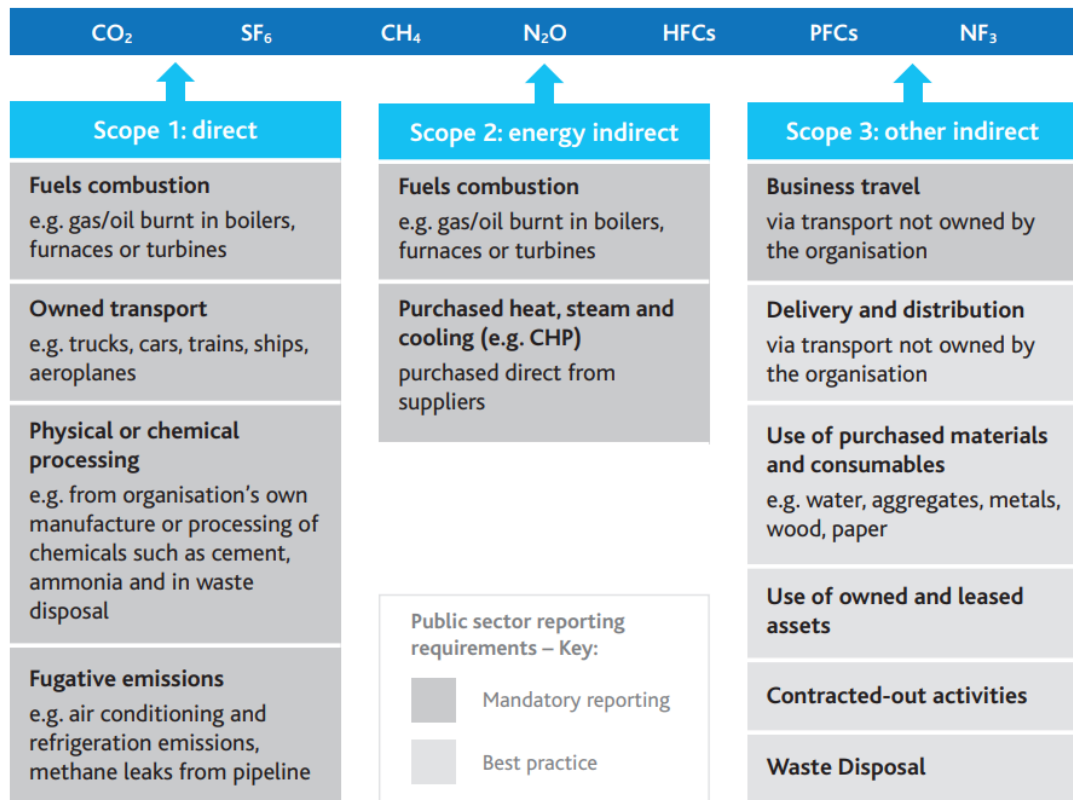 CO₂ SF₆ CH₄ N₂O HFCs PFCs NF₃
Scope 1: direct
Fuels combustion
e.g. gas/oil burnt in boilers,
furnaces or turbines
Owned transport
e.g. trucks, cars, trains, ships,
aeroplanes
Physical or chemical
processing
e.g. from organisation's own
manufacture or processing of
chemicals such as cement,
ammonia and in waste
disposal
Fugative emissions
e.g. air conditioning and
refrigeration emissions,
methane leaks from pipeline
Scope 2: energy indirect
Fuels combustion
e.g. gas/oil burnt in boilers,
furnaces or turbines
Purchased heat, steam and
cooling (e.g. CHP)
purchased direct from
suppliers
Public sector reporting
requirements – Key:
Mandatory reporting
Best practice
Scope 3: other indirect
Business travel
via transport not owned by
the organisation
Delivery and distribution
via transport not owned by
the organisation
Use of purchased materials
and consumables
e.g. water, aggregates, metals,
wood, paper
Use of owned and leased
assets
Contracted-out activities
Waste Disposal